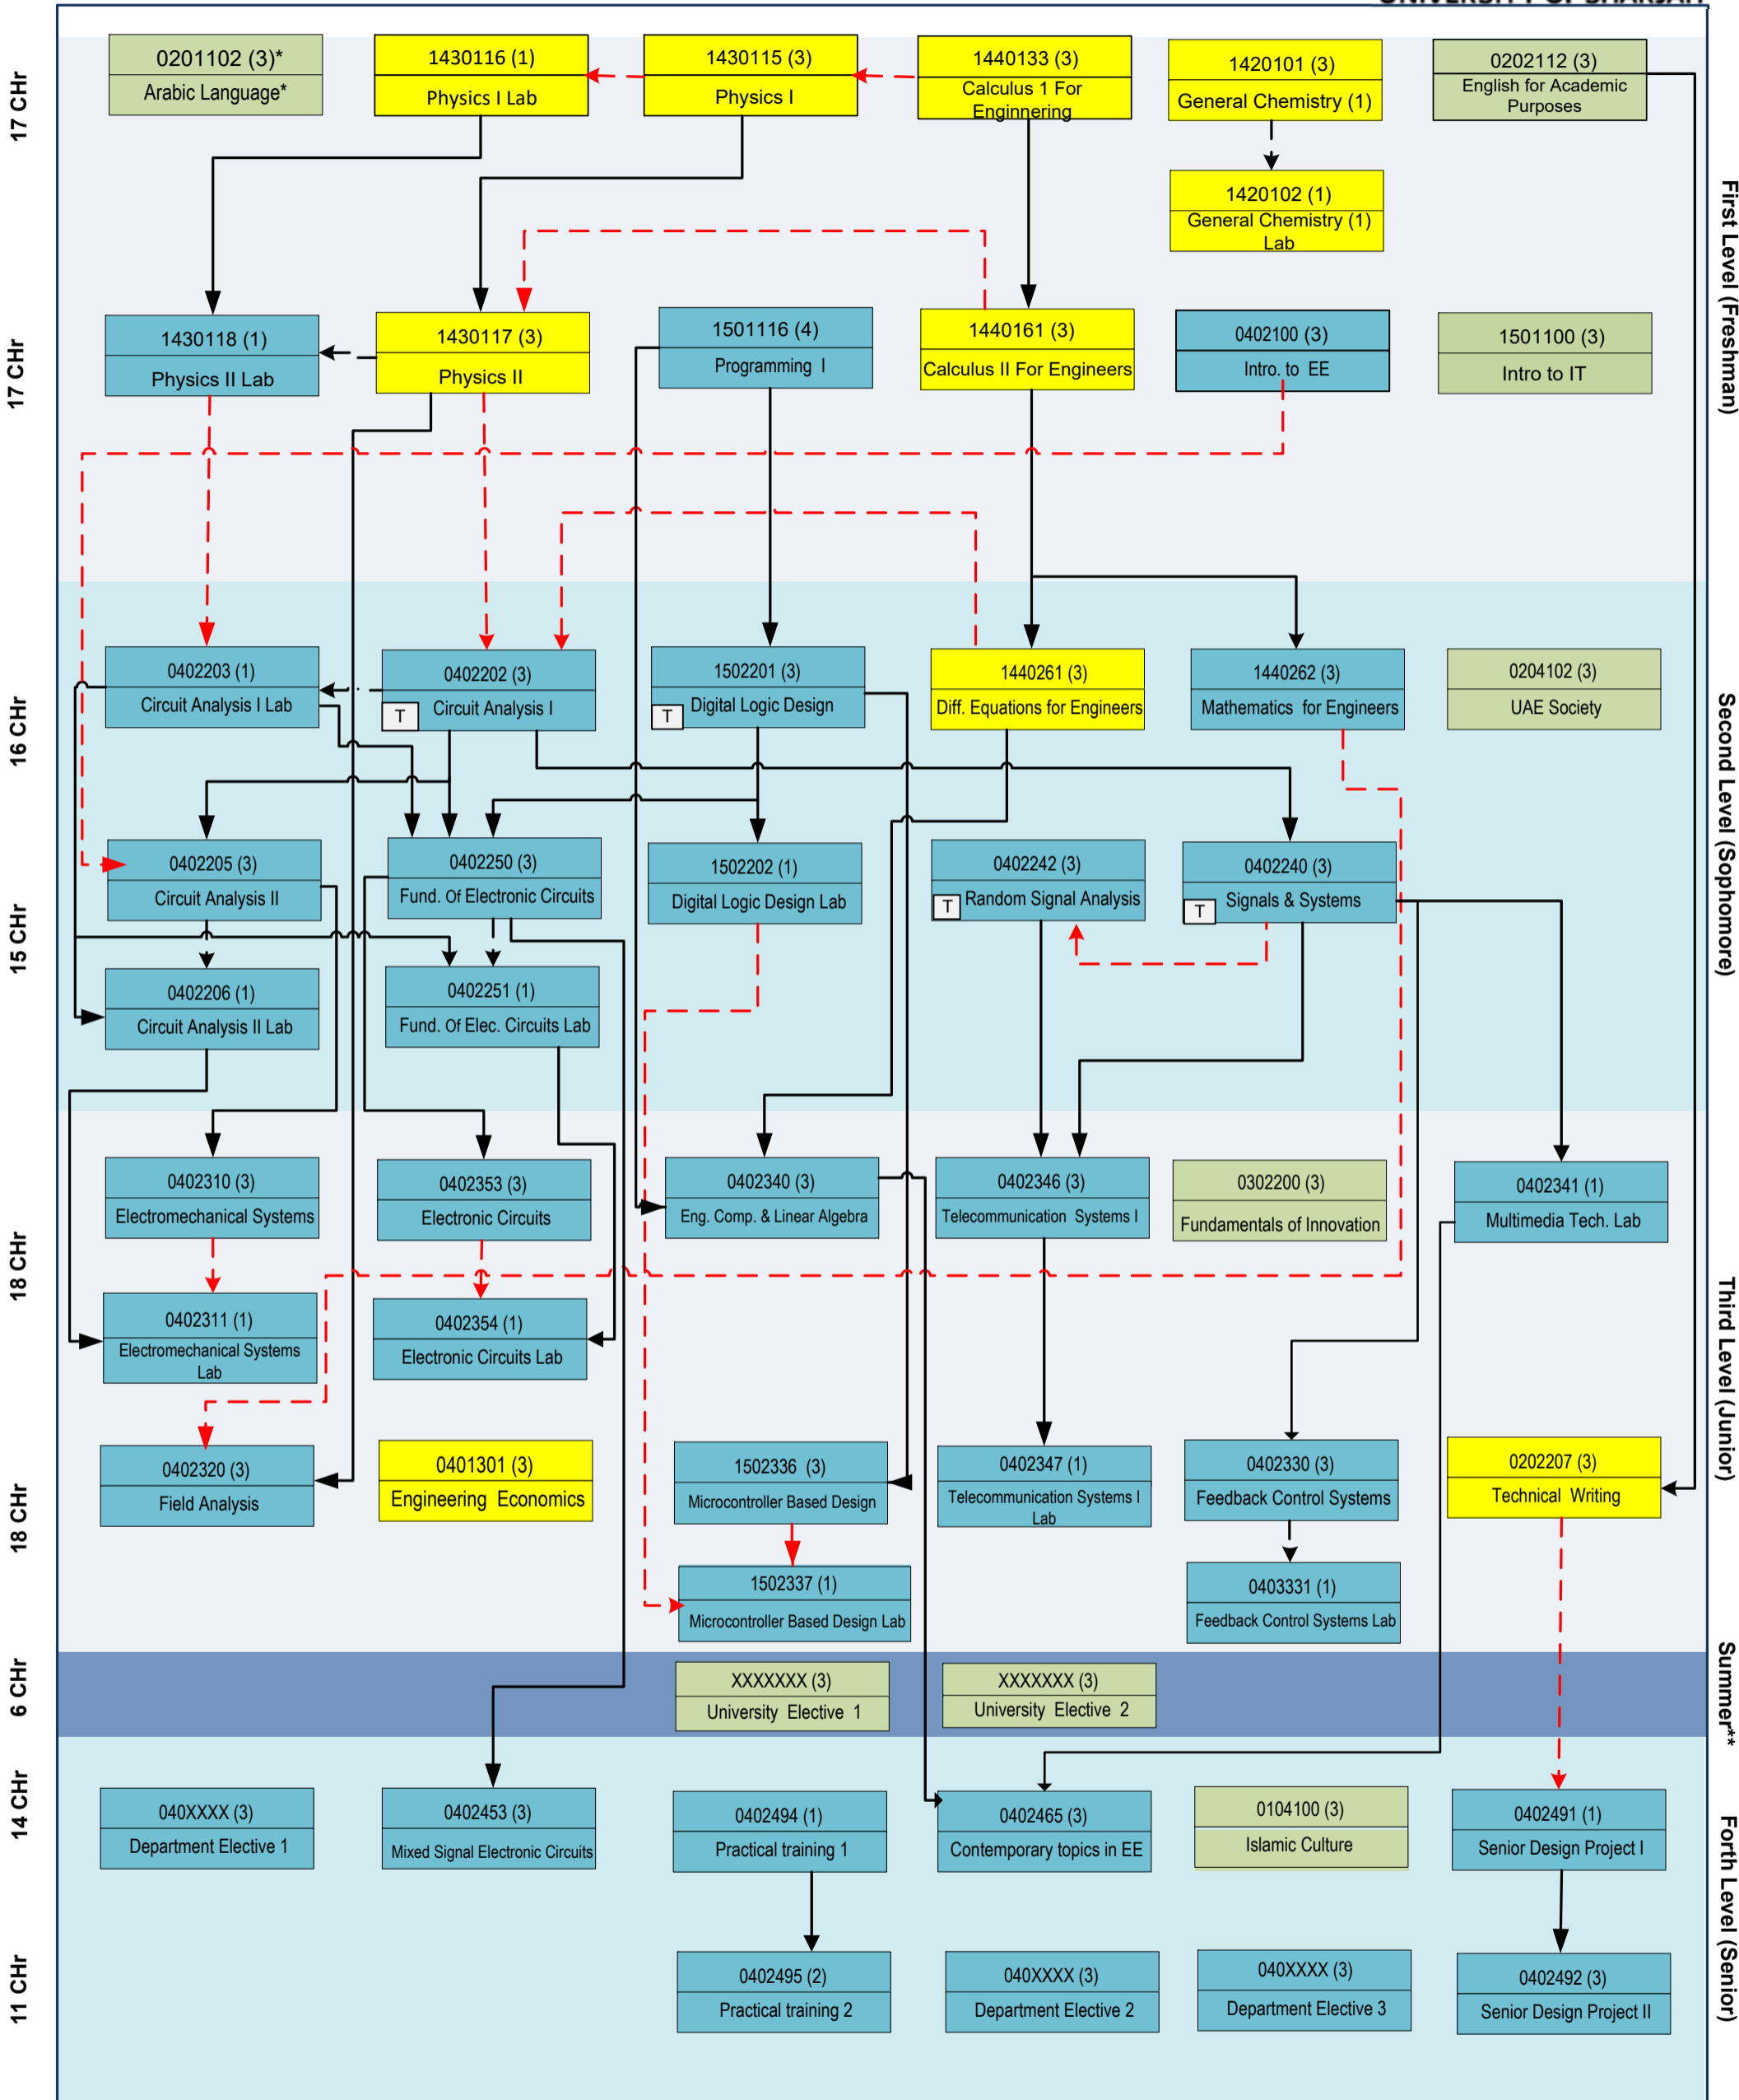 UNIVERSITY OF SHARJAH
17 CHr
0201102 (3)*
Arabic Language*
1430116 (1)
Physics I Lab
1430115 (3)
Physics I
1440133 (3)
Calculus 1 For
Enginnering
1420101 (3)
General Chemistry (1)
0202112 (3)
English for Academic
Purposes
1420102 (1)
General Chemistry (1)
Lab
First Level (Freshman)
17 CHr
1430118 (1)
Physics II Lab
1430117 (3)
Physics II
1501116 (4)
Programming I
1440161 (3)
Calculus II For Engineers
0402100 (3)
Intro. to EE
1501100 (3)
Intro to IT
16 CHr
0402203 (1)
Circuit Analysis I Lab
0402202 (3)
T
Circuit Analysis I
1502201 (3)
T
Digital Logic Design
1440261 (3)
Diff. Equations for Engineers
1440262 (3)
Mathematics for Engineers
0204102 (3)
UAE Society
Second Level (Sophomore)
15 CHr
0402205 (3)
Circuit Analysis II
0402250 (3)
Fund. Of Electronic Circuits
1502202 (1)
Digital Logic Design Lab
0402242 (3)
T
Random Signal Analysis
0402240 (3)
T
Signals & Systems
0402206 (1)
Circuit Analysis II Lab
0402251 (1)
Fund. Of Elec. Circuits Lab
18 CHr
0402310 (3)
Electromechanical Systems
0402353 (3)
Electronic Circuits
0402340 (3)
Eng. Comp. & Linear Algebra
0402346 (3)
Telecommunication Systems I
0302200 (3)
Fundamentals of Innovation
0402341 (1)
Multimedia Tech. Lab
0402311 (1)
Electromechanical Systems
Lab
0402354 (1)
Electronic Circuits Lab
Third Level (Junior)
18 CHr
0402320 (3)
Field Analysis
0401301 (3)
Engineering Economics
1502336 (3)
Microcontroller Based Design
0402347 (1)
Telecommunication Systems I
Lab
0402330 (3)
Feedback Control Systems
0202207 (3)
Technical Writing
1502337 (1)
Microcontroller Based Design Lab
0403331 (1)
Feedback Control Systems Lab
6 CHr
XXXXXXX (3)
University Elective 1
XXXXXXX (3)
University Elective 2
Summer**
14 CHr
040XXXX (3)
Department Elective 1
0402453 (3)
Mixed Signal Electronic Circuits
0402494 (1)
Practical training 1
0402465 (3)
Contemporary topics in EE
0104100 (3)
Islamic Culture
0402491 (1)
Senior Design Project I
Forth Level (Senior)
11 CHr
0402495 (2)
Practical training 2
040XXXX (3)
Department Elective 2
040XXXX (3)
Department Elective 3
0402492 (3)
Senior Design Project II